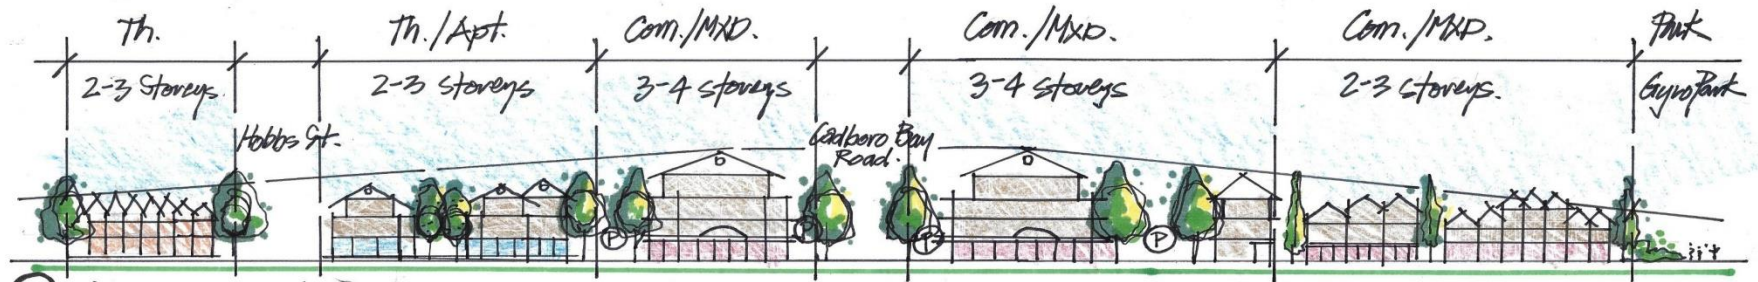 Th.
Th./Apt.
Com./MXD.
Com./MXD.
Com./MXD.
Park
2-3 Storeys.
2-3 Storeys
3-4 Storeys
3-4 Storeys
2-3 Storeys.
Gyro Park
Hobbs St.
Cadboro Bay
Road.
P
P
P
P